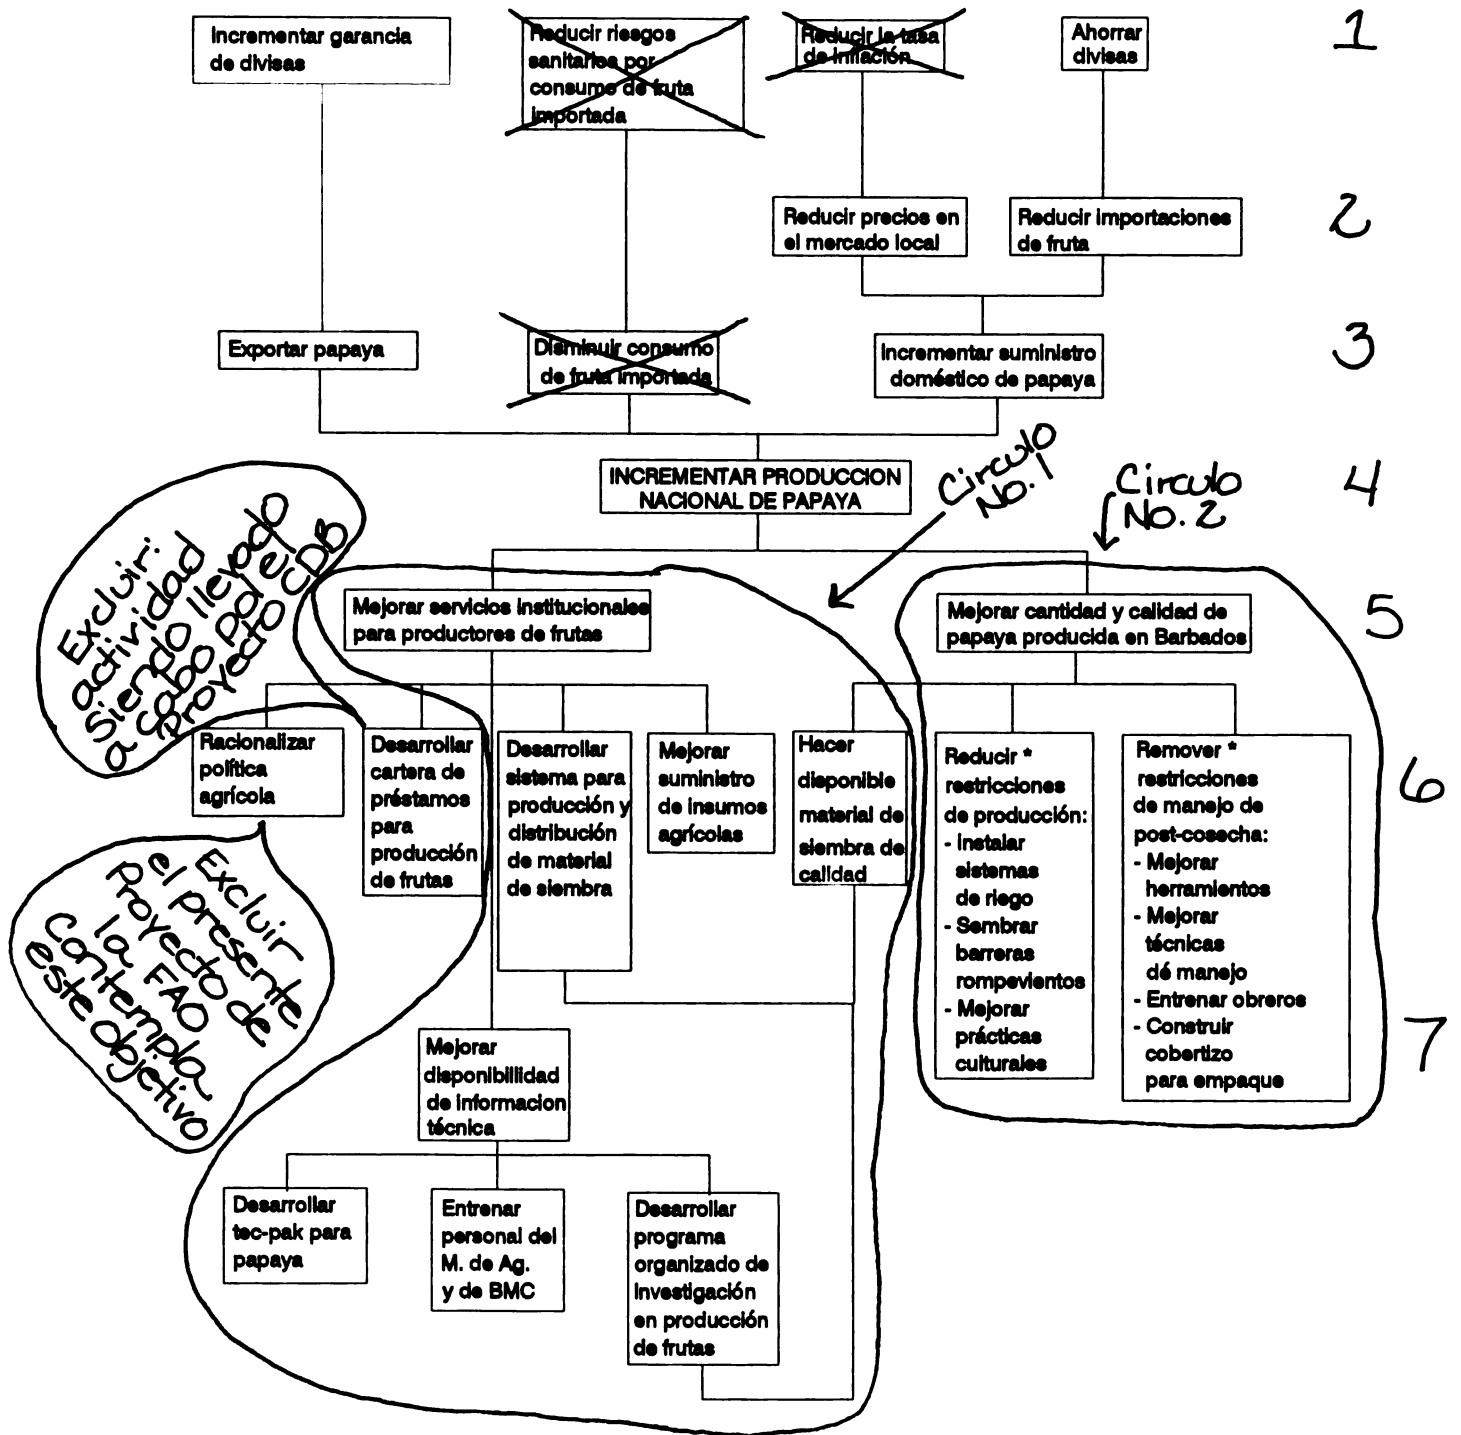 Incrementar garancia
de divisas
Reducir riesgos
sanitarios por
consumo de fruta
importada
Reducir la tasa
de inflación
Ahorrar
divisas
1
Reducir precios en
el mercado local
Reducir importaciones
de fruta
2
Exportar papaya
Disminuir consumo
de fruta importada
Incrementar suministro
doméstico de papaya
3
INCREMENTAR PRODUCCION
NACIONAL DE PAPAYA
Circulo
No. 1
Circulo
No. 2
4
Excluir:
actividad
Siendo llevado
a Cabo por el
Proyecto CDB
Mejorar servicios institucionales
para productores de frutas
Mejorar cantidad y calidad de
papaya producida en Barbados
5
Racionalizar
política
agrícola
Desarrollar
cartera de
préstamos
para
producción
de frutas
Desarrollar
sistema para
producción y
distribución
de material
de siembra
Mejorar
suministro
de insumos
agrícolas
Hacer
disponible
material de
siembra de
calidad
Reducir *
restricciones
de producción:
- Instalar
sistemas
de riego
- Sembrar
barreras
rompevientos
- Mejorar
prácticas
culturales
Remover *
restricciones
de manejo de
post-cosecha:
- Mejorar
herramientos
- Mejorar
técnicas
dé manejo
- Entrenar obreros
- Construir
cobertizo
para empaque
6
Excluir
el presente
Proyecto de
la FAO
Contempla
este objetivo
7
Mejorar
disponibilidad
de informacion
técnica
Desarrollar
tec-pak para
papaya
Entrenar
personal del
M. de Ag.
y de BMC
Desarrollar
programa
organizado de
investigación
en producción
de frutas